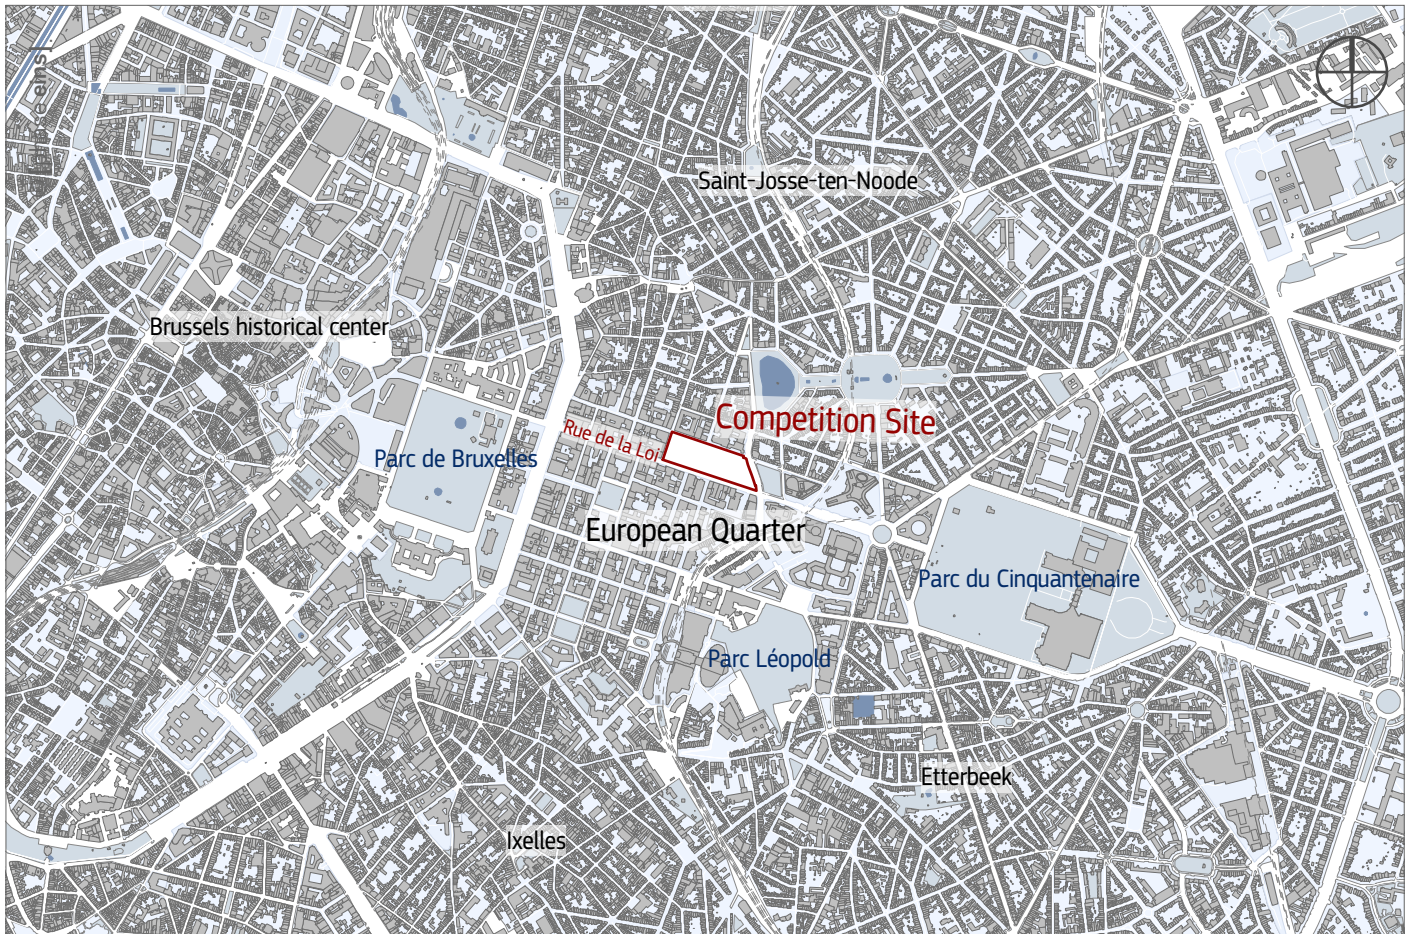 Saint-Josse-ten-Noode
Brussels historical center
Competition Site
Rue de la Loi
Parc de Bruxelles
European Quarter
Parc du Cinquantenaire
Parc Léopold
Etterbeek
Ixelles